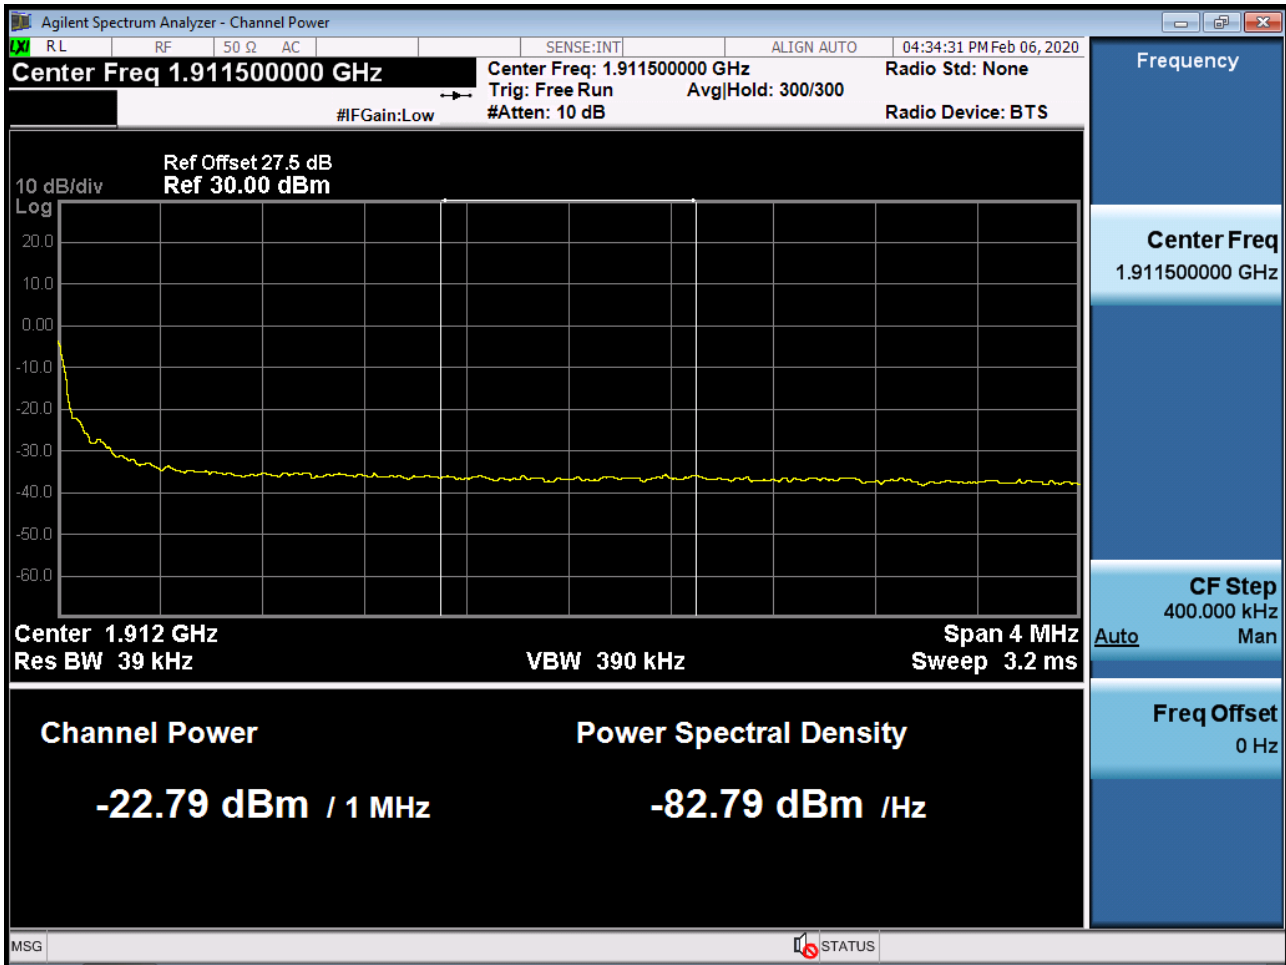 Agilent Spectrum Analyzer - Channel Power
LXI RL RF 50 Ω AC SENSE:INT ALIGN AUTO 04:34:31 PM Feb 06, 2020
Center Freq 1.911500000 GHz
Center Freq: 1.911500000 GHz
Radio Std: None
Trig: Free Run Avg|Hold: 300/300
#IFGain:Low
#Atten: 10 dB
Radio Device: BTS
Ref Offset 27.5 dB
10 dB/div Ref 30.00 dBm
Log
20.0
10.0
0.00
-10.0
-20.0
-30.0
-40.0
-50.0
-60.0
Center 1.912 GHz Span 4 MHz
Res BW 39 kHz VBW 390 kHz Sweep 3.2 ms
Channel Power Power Spectral Density
-22.79 dBm / 1 MHz -82.79 dBm /Hz
Frequency
Center Freq
1.911500000 GHz
CF Step
400.000 kHz
Auto Man
Freq Offset
0 Hz
MSG STATUS